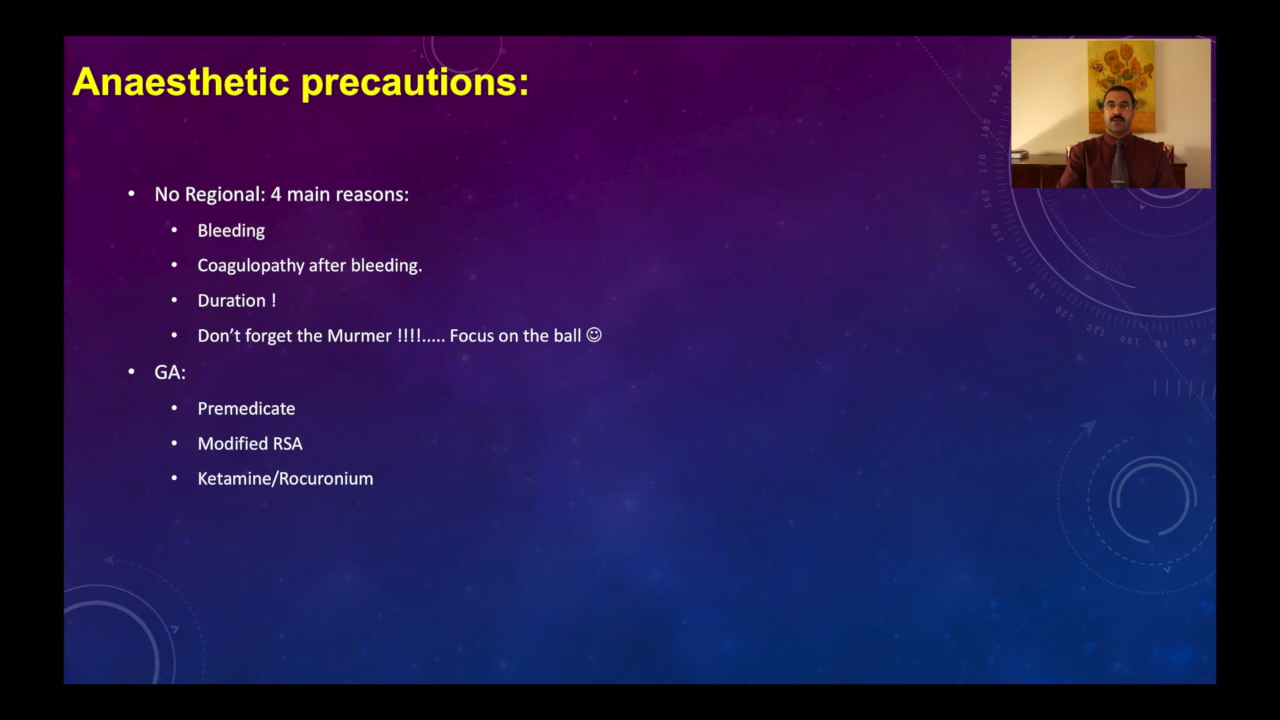 Anaesthetic precautions:
• No Regional: 4 main reasons:
• Bleeding
• Coagulopathy after bleeding.
• Duration !
• Don't forget the Murmer !!!!..... Focus on the ball ☺
• GA:
• Premedicate
• Modified RSA
• Ketamine/Rocuronium